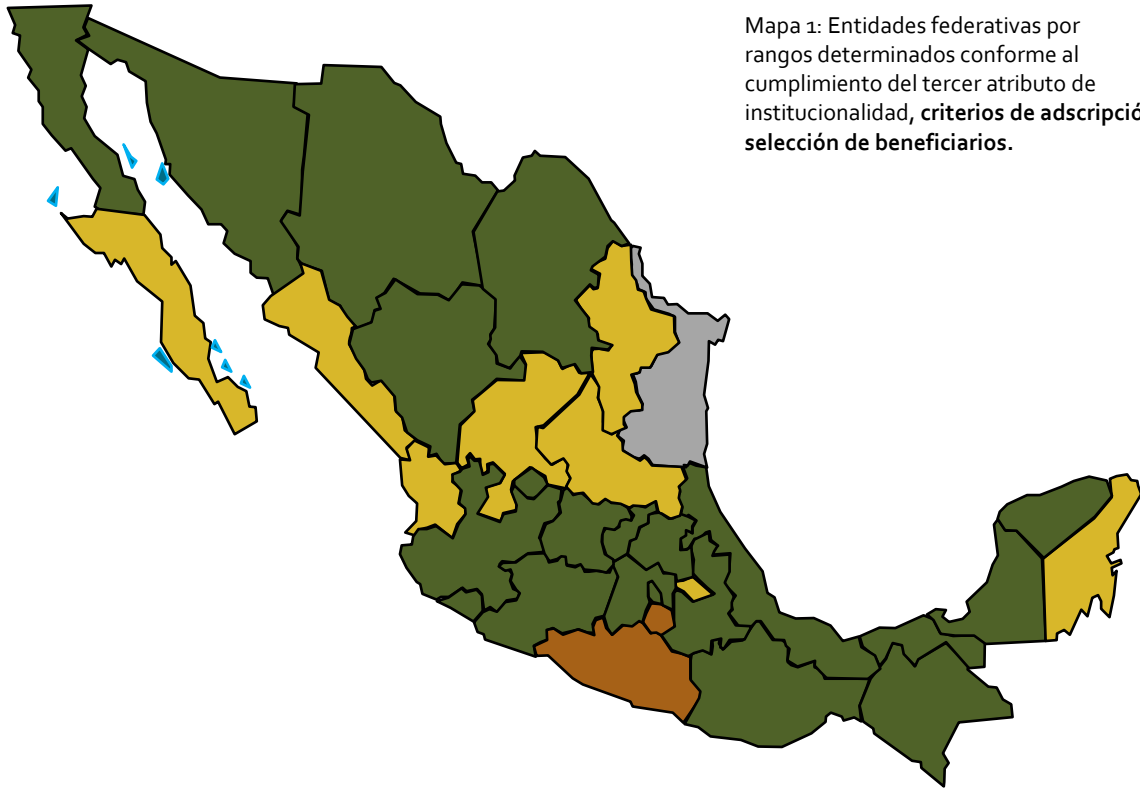 Mapa 1: Entidades federativas por
rangos determinados conforme al
cumplimiento del tercer atributo de
institucionalidad, criterios de adscripció
selección de beneficiarios.